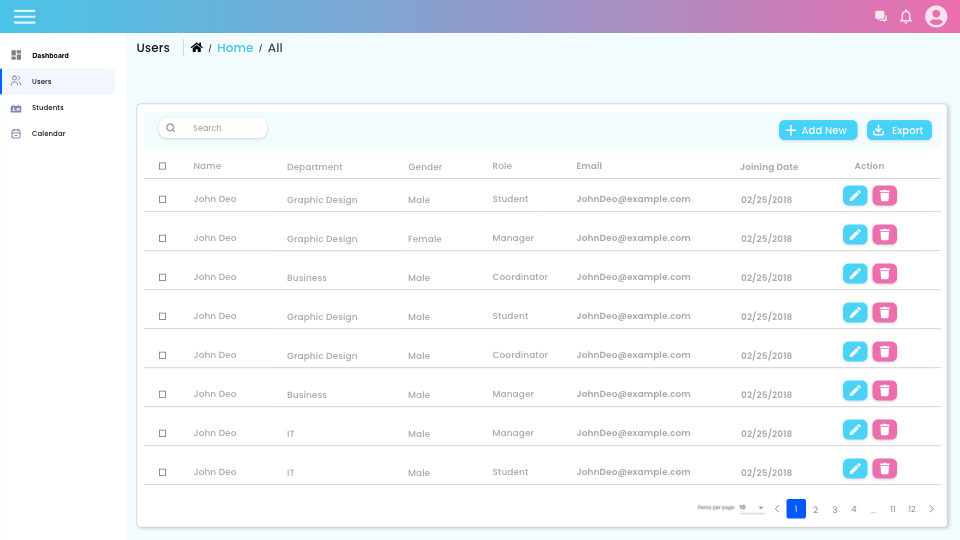 Users / Home / All
Dashboard
Users
Students
Calendar
Search
Add New
Export
Name Department Gender Role Email Joining Date Action
John Deo Graphic Design Male Student JohnDeo@example.com 02/25/2018
John Deo Graphic Design Female Manager JohnDeo@example.com 02/25/2018
John Deo Business Male Coordinator JohnDeo@example.com 02/25/2018
John Deo Graphic Design Male Student JohnDeo@example.com 02/25/2018
John Deo Graphic Design Male Coordinator JohnDeo@example.com 02/25/2018
John Deo Business Male Manager JohnDeo@example.com 02/25/2018
John Deo IT Male Manager JohnDeo@example.com 02/25/2018
John Deo IT Male Student JohnDeo@example.com 02/25/2018
Items per page: 10 1 2 3 4 ... 11 12